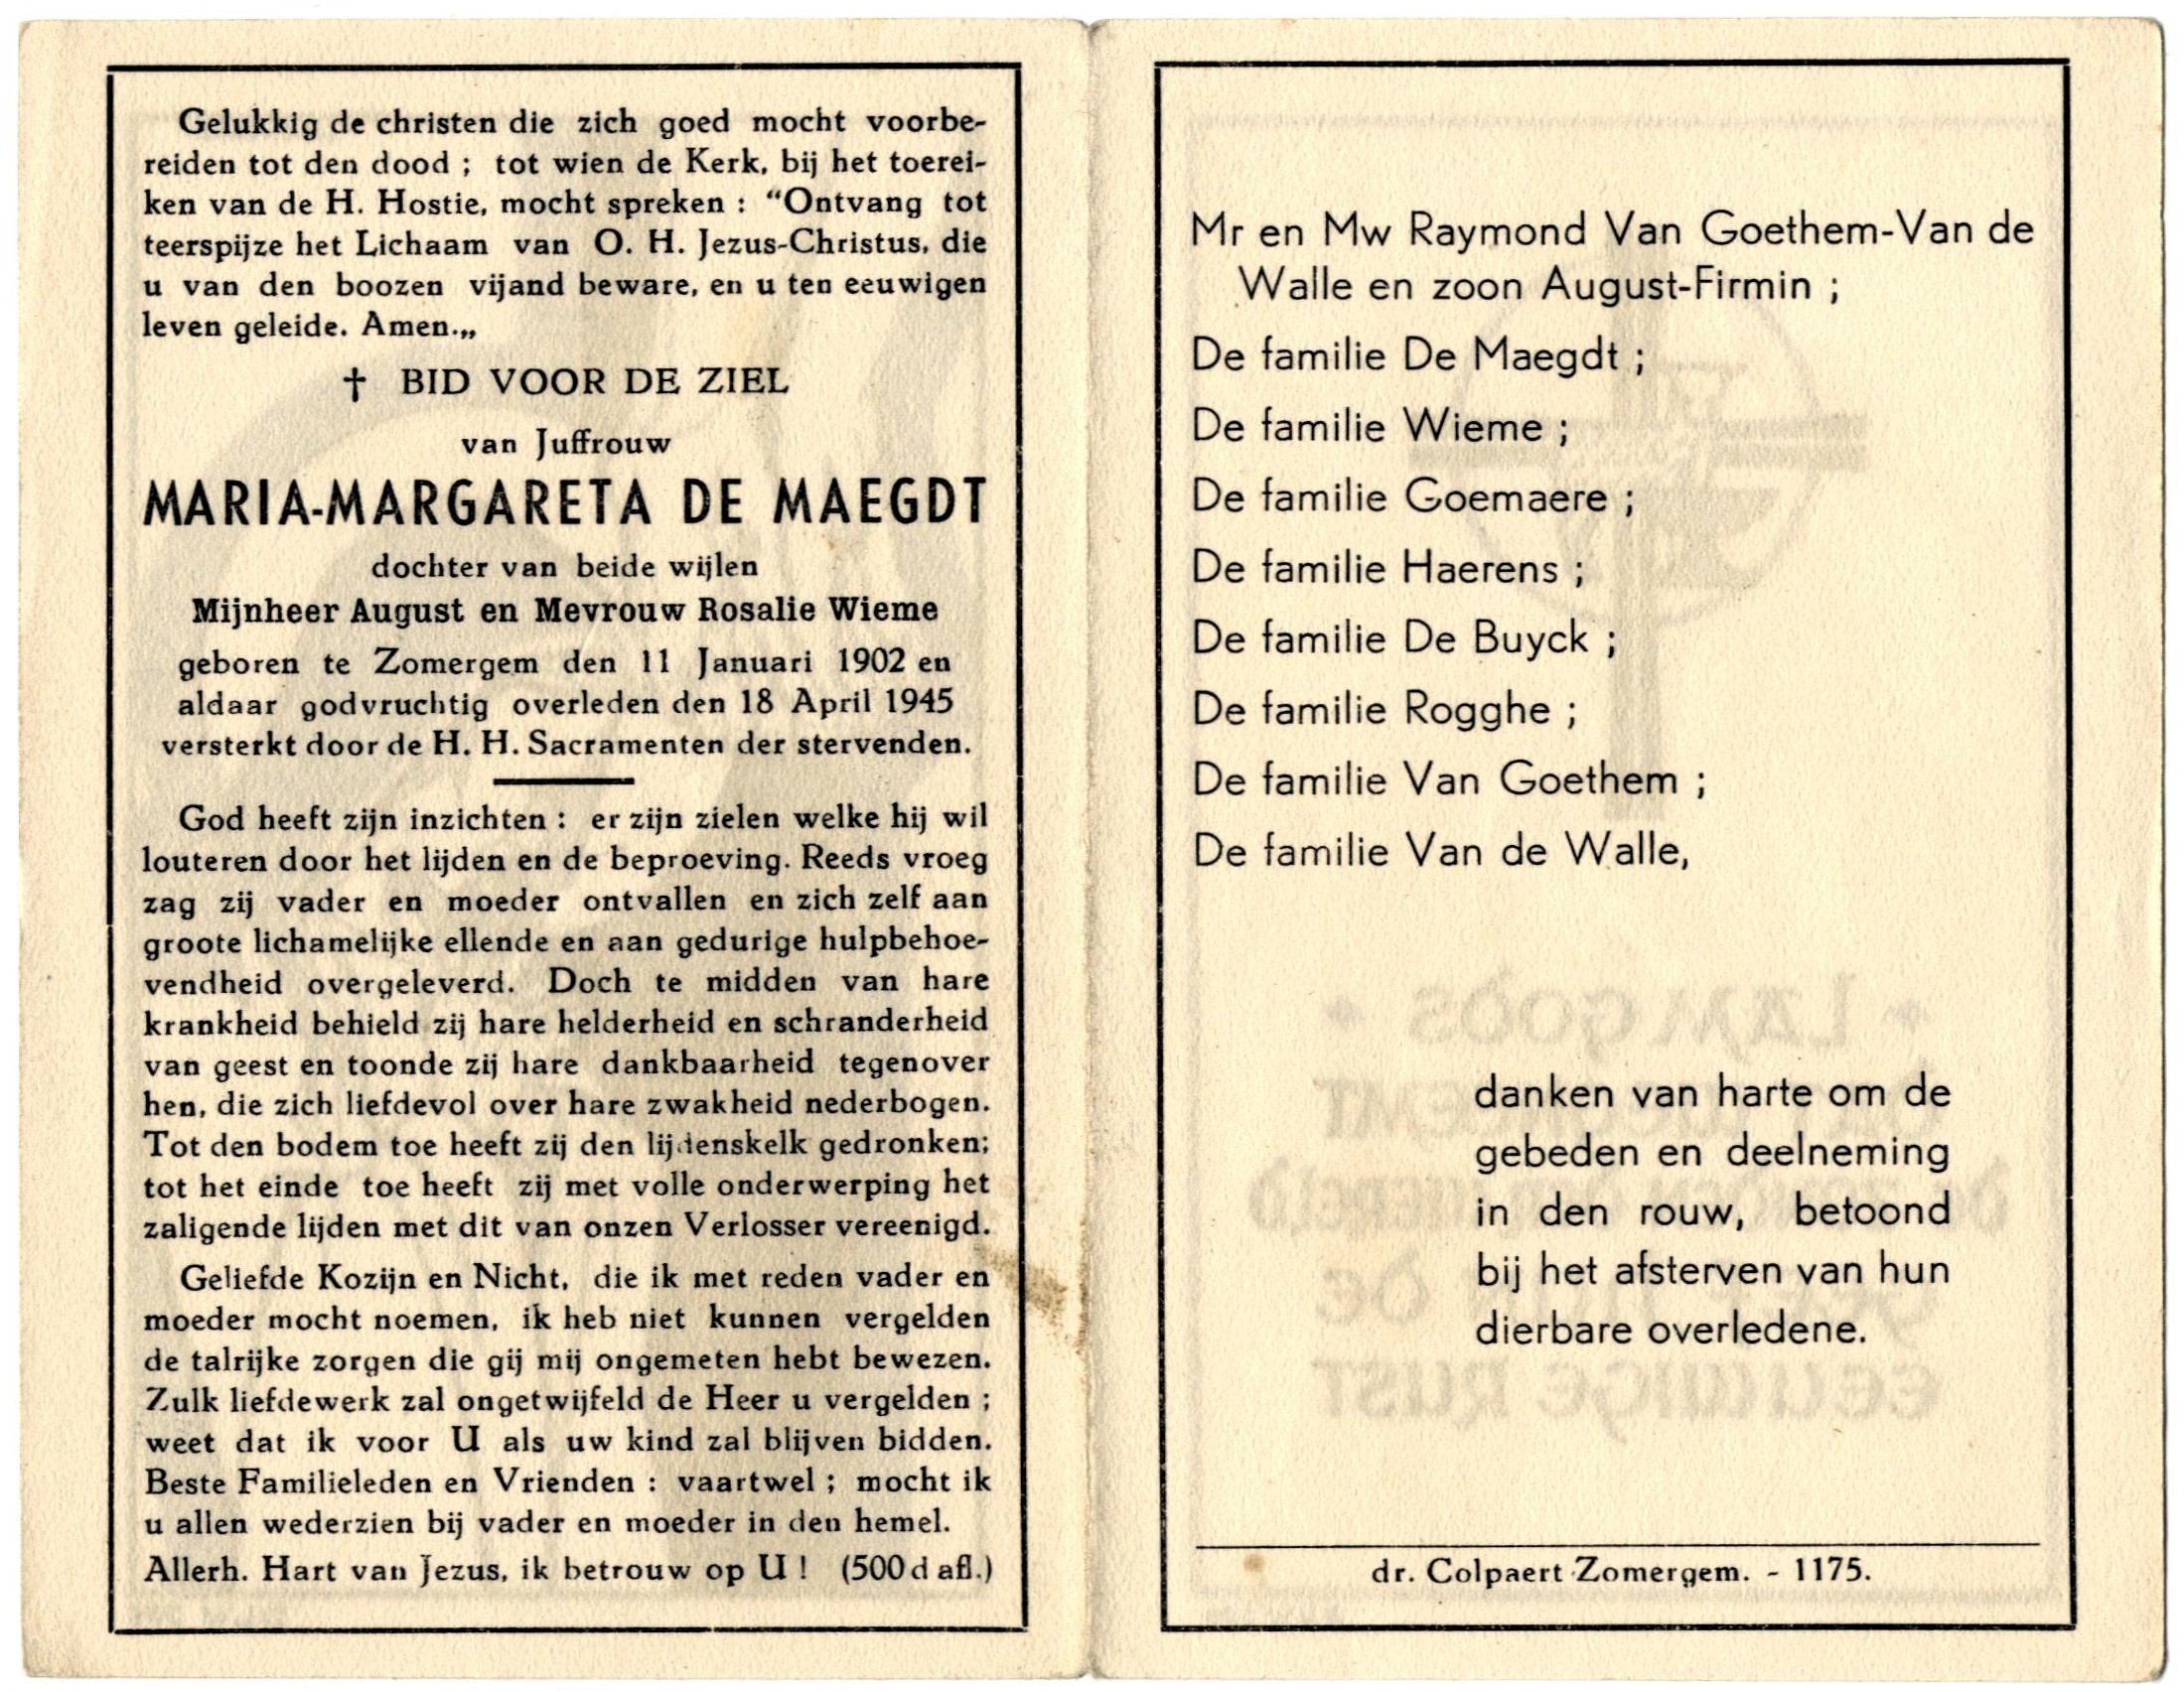 Gelukkig de christen die zich goed mocht voorbe-
reiden tot den dood ; tot wien de Kerk, bij het toerei-
ken van de H. Hostie, mocht spreken : “Ontvang tot
teerspijze het Lichaam van O. H. Jezus-Christus, die
u van den boozen vijand beware, en u ten eeuwigen
leven geleide. Amen.„
† BID VOOR DE ZIEL
van Juffrouw
MARIA-MARGARETA DE MAEGDT
dochter van beide wijlen
Mijnheer August en Mevrouw Rosalie Wieme
geboren te Zomergem den 11 Januari 1902 en
aldaar godvruchtig overleden den 18 April 1945
versterkt door de H. H. Sacramenten der stervenden.
God heeft zijn inzichten : er zijn zielen welke hij wil
louteren door het lijden en de beproeving. Reeds vroeg
zag zij vader en moeder ontvallen en zich zelf aan
groote lichamelijke ellende en aan gedurige hulpbehoe-
vendheid overgeleverd. Doch te midden van hare
krankheid behield zij hare helderheid en schranderheid
van geest en toonde zij hare dankbaarheid tegenover
hen, die zich liefdevol over hare zwakheid nederbogen.
Tot den bodem toe heeft zij den lijdenskelk gedronken;
tot het einde toe heeft zij met volle onderwerping het
zaligende lijden met dit van onzen Verlosser vereenigd.
Geliefde Kozijn en Nicht, die ik met reden vader en
moeder mocht noemen, ik heb niet kunnen vergelden
de talrijke zorgen die gij mij ongemeten hebt bewezen.
Zulk liefdewerk zal ongetwijfeld de Heer u vergelden ;
weet dat ik voor U als uw kind zal blijven bidden.
Beste Familieleden en Vrienden : vaartwel ; mocht ik
u allen wederzien bij vader en moeder in den hemel.
Allerh. Hart van Jezus, ik betrouw op U ! (500 d afl.)
Mr en Mw Raymond Van Goethem-Van de
Walle en zoon August-Firmin ;
De familie De Maegdt ;
De familie Wieme ;
De familie Goemaere ;
De familie Haerens ;
De familie De Buyck ;
De familie Rogghe ;
De familie Van Goethem ;
De familie Van de Walle,
danken van harte om de
gebeden en deelneming
in den rouw, betoond
bij het afsterven van hun
dierbare overledene.
dr. Colpaert Zomergem. - 1175.